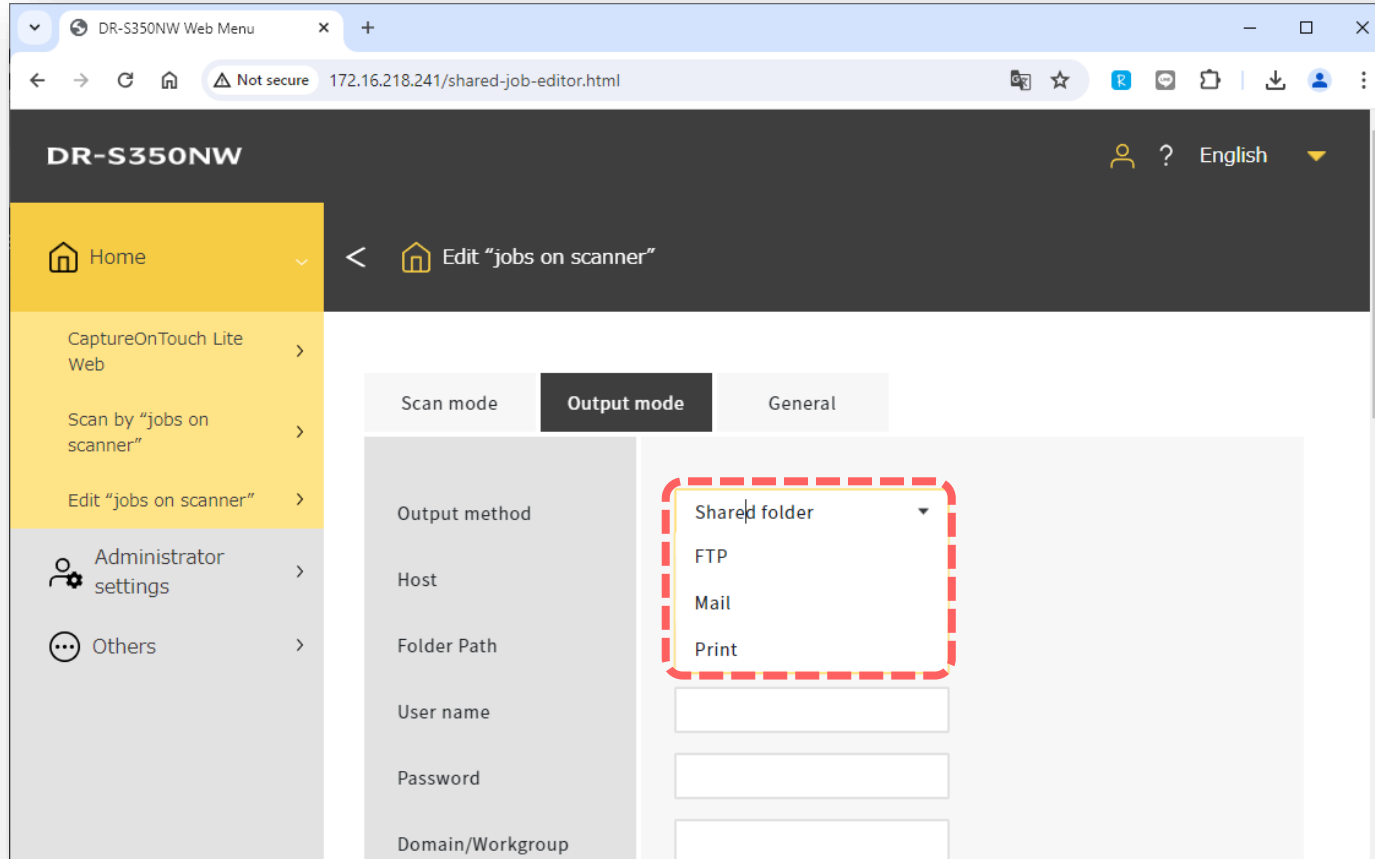 DR-S350NW Web Menu
Not secure 172.16.218.241/shared-job-editor.html
DR-S350NW
? English
Home
Edit “jobs on scanner”
CaptureOnTouch Lite
Web
Scan by “jobs on
scanner”
Edit “jobs on scanner”
Administrator
settings
Others
Scan mode
Output mode
General
Output method
Shared folder
FTP
Mail
Print
Host
Folder Path
User name
Password
Domain/Workgroup